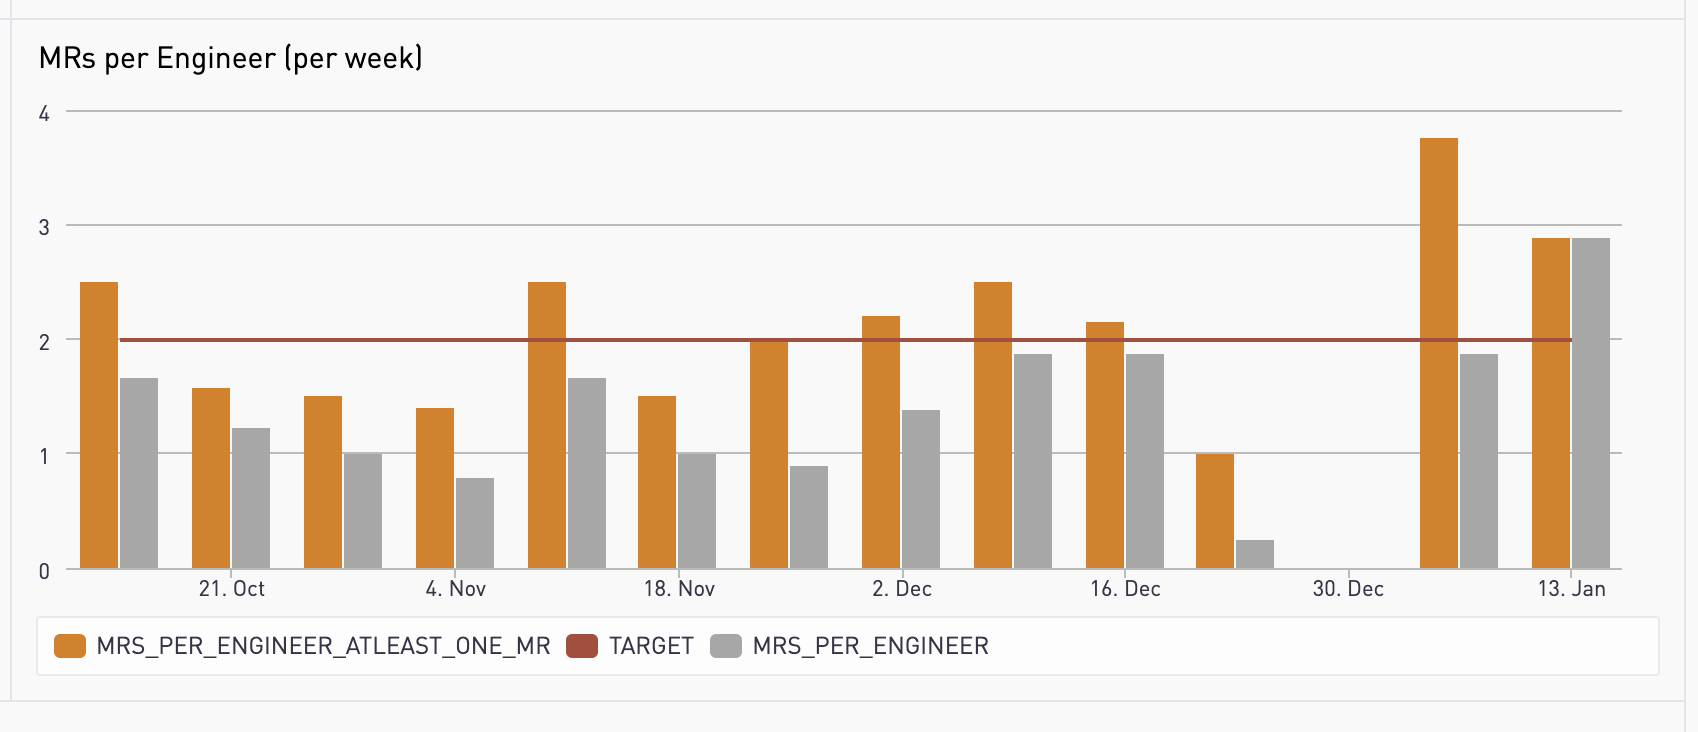 MRs per Engineer (per week)
4
3
2
1
0
21. Oct 4. Nov 18. Nov 2. Dec 16. Dec 30. Dec 13. Jan
MRS_PER_ENGINEER_ATLEAST_ONE_MR TARGET MRS_PER_ENGINEER